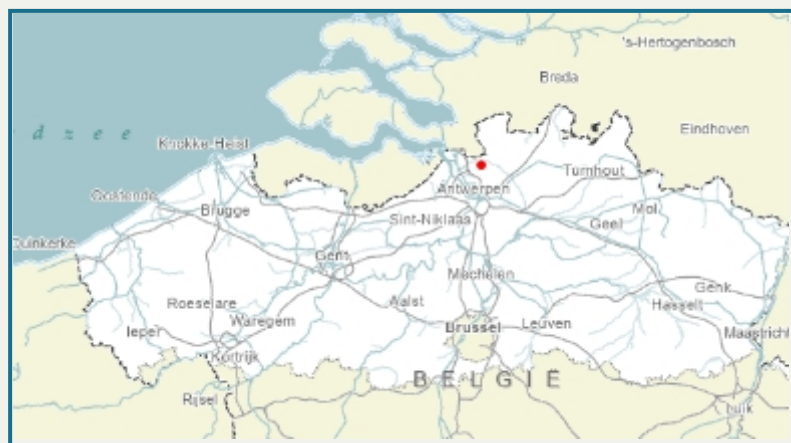 's-Hertogenbosch
Breda
d z e e
Eindhoven
Knokke-Heist
Turnhout
Oostende
Antwerpen
Brugge
Sint-Niklaas
Mol
Geel
Duinkerke
Gent
Mechelen
Genk
Roeselare
Aalst
Hasselt
Ieper
Waregem
Brussel
Leuven
Maastricht
Kortrijk
BELGIË
Rijsel
Luik